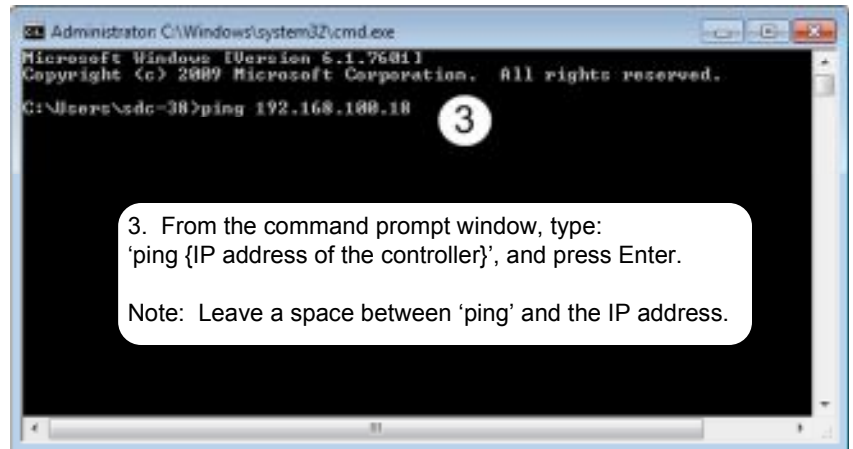 Administrator: C:\Windows\system32\cmd.exe
Microsoft Windows [Version 6.1.7601]
Copyright (c) 2009 Microsoft Corporation. All rights reserved.
C:\Users\sdc-38>ping 192.168.100.18
3
3. From the command prompt window, type:
‘ping {IP address of the controller}’, and press Enter.
Note: Leave a space between ‘ping’ and the IP address.